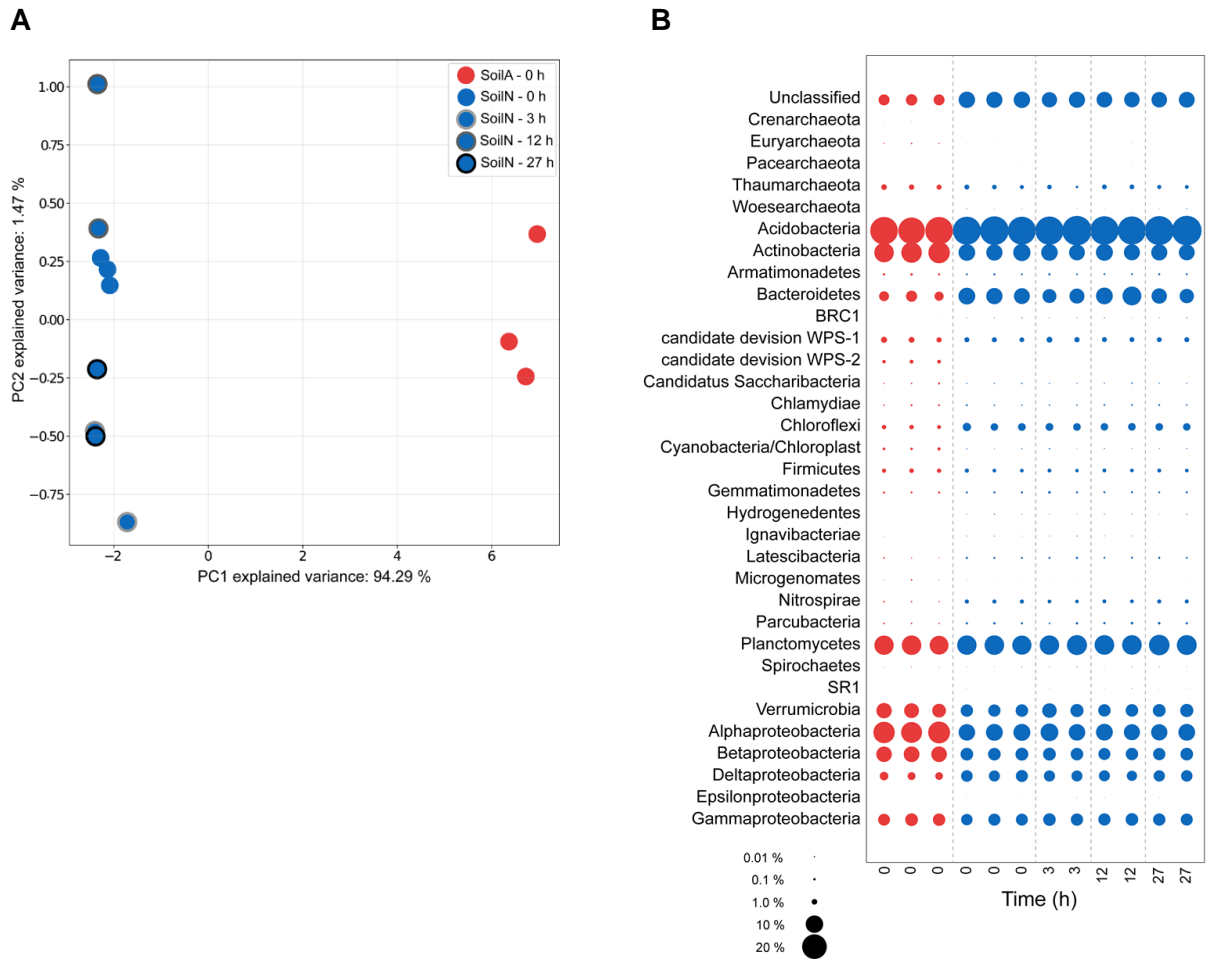 A
B
1.00
0.75
0.50
0.25
0.00
−0.25
−0.50
−0.75
PC2 explained variance: 1.47 %
−2
0
2
4
6
PC1 explained variance: 94.29 %
SoilA - 0 h
SoilN - 0 h
SoilN - 3 h
SoilN - 12 h
SoilN - 27 h
Unclassified
Crenarchaeota
Euryarchaeota
Pacearchaeota
Thaumarchaeota
Woesearchaeota
Acidobacteria
Actinobacteria
Armatimonadetes
Bacteroidetes
BRC1
candidate devision WPS-1
candidate devision WPS-2
Candidatus Saccharibacteria
Chlamydiae
Chloroflexi
Cyanobacteria/Chloroplast
Firmicutes
Gemmatimonadetes
Hydrogenedentes
Ignavibacteriae
Latescibacteria
Microgenomates
Nitrospirae
Parcubacteria
Planctomycetes
Spirochaetes
SR1
Verrumicrobia
Alphaproteobacteria
Betaproteobacteria
Deltaproteobacteria
Epsilonproteobacteria
Gammaproteobacteria
0 0 0 0 0 0 3 3 12 12 27 27
Time (h)
0.01 %
0.1 %
1.0 %
10 %
20 %